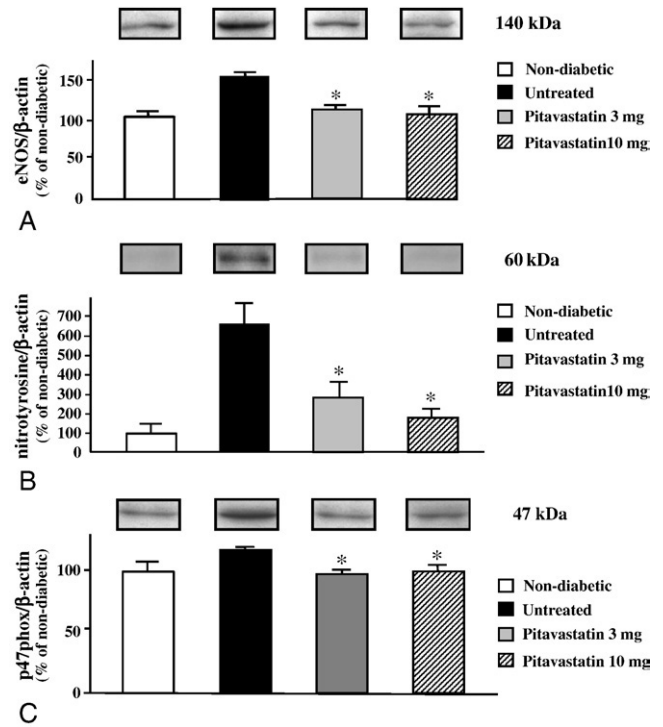 140 kDa
eNOS/β-actin
(% of non-diabetic)
150
100
50
0
* *
Non-diabetic
Untreated
Pitavastatin 3 mg
Pitavastatin10 mg
A
60 kDa
nitrotyrosine/β-actin
(% of non-diabetic)
700
600
500
400
300
200
100
0
* *
Non-diabetic
Untreated
Pitavastatin 3 mg
Pitavastatin10 mg
B
47 kDa
p47phox/β-actin
(% of non-diabetic)
100
50
0
* *
Non-diabetic
Untreated
Pitavastatin 3 mg
Pitavastatin 10 mg
C